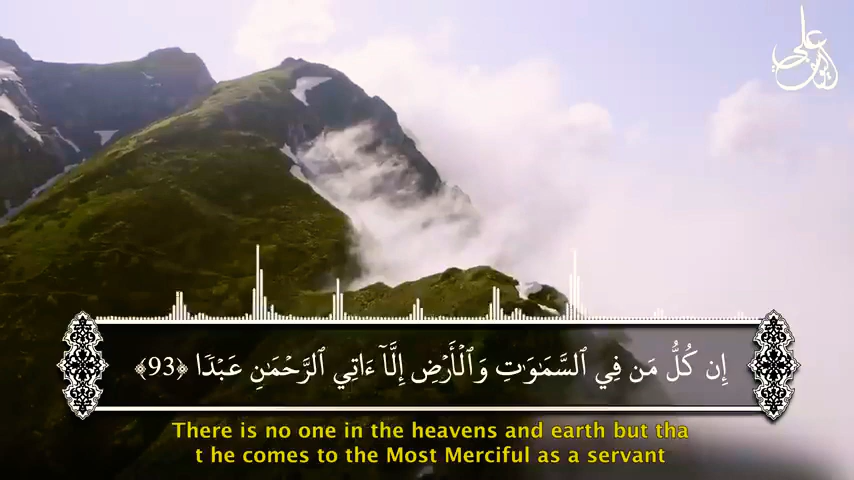 إِن كُلُّ مَن فِي ٱلسَّمَٰوَٰتِ وَٱلْأَرْضِ إِلَّآ ءَاتِي ٱلرَّحْمَٰنِ عَبْدًا ﴿93﴾
There is no one in the heavens and earth but tha
t he comes to the Most Merciful as a servant